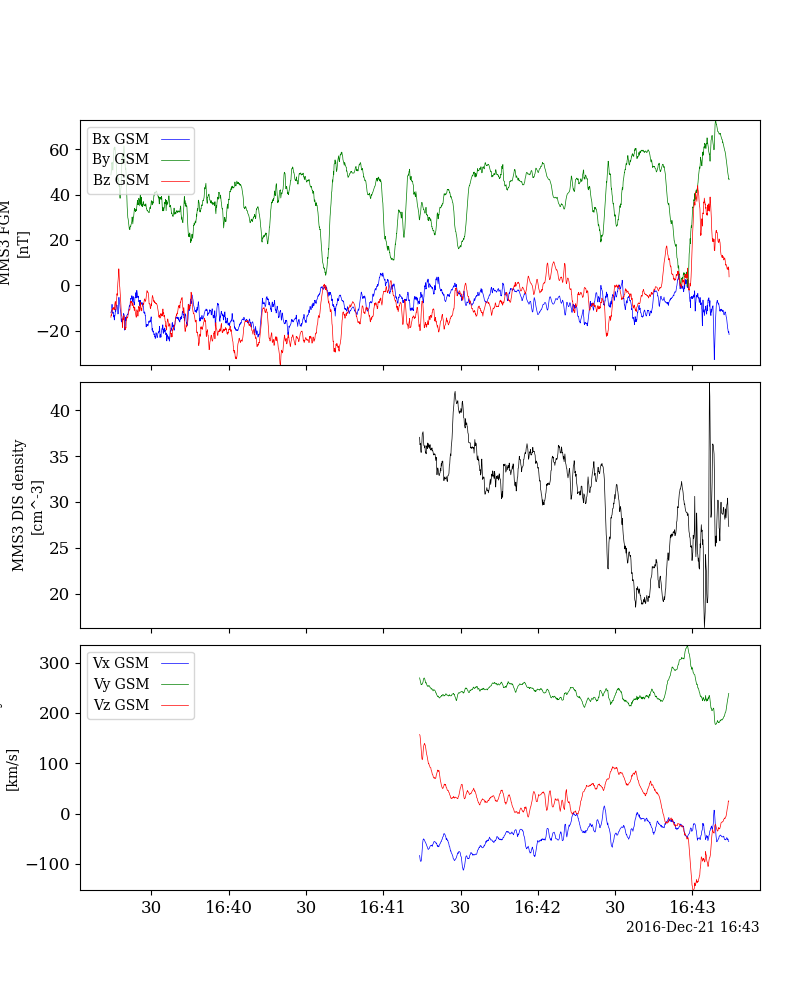 Bx GSM
By GSM
Bz GSM
60
40
20
0
−20
MMS3 FGM
[nT]
40
35
30
25
20
MMS3 DIS density
[cm^-3]
Vx GSM
Vy GSM
Vz GSM
300
200
100
0
−100
[km/s]
30
16:40
30
16:41
30
16:42
30
16:43
2016-Dec-21 16:43